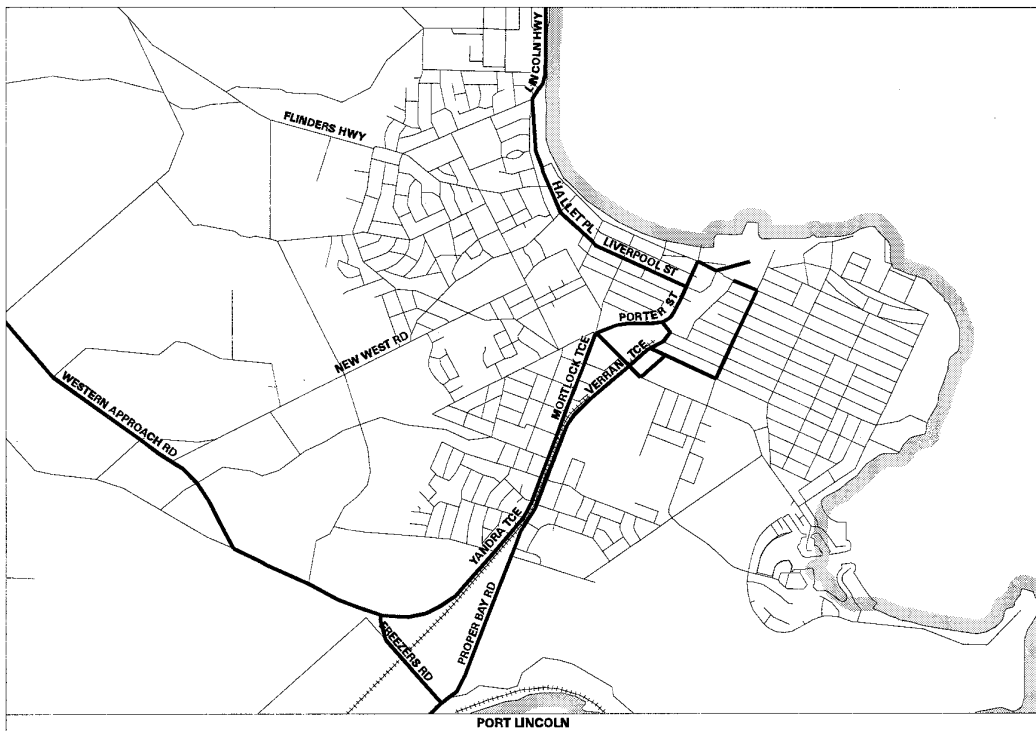 LINCOLN HWY
FLINDERS HWY
HALLET PL
LIVERPOOL ST
PORTER ST
NEW WEST RD
MORTLOCK TCE
VERRAN TCE
WESTERN APPROACH RD
YANDRA TCE
PROPER BAY RD
FREEZERS RD
PORT LINCOLN